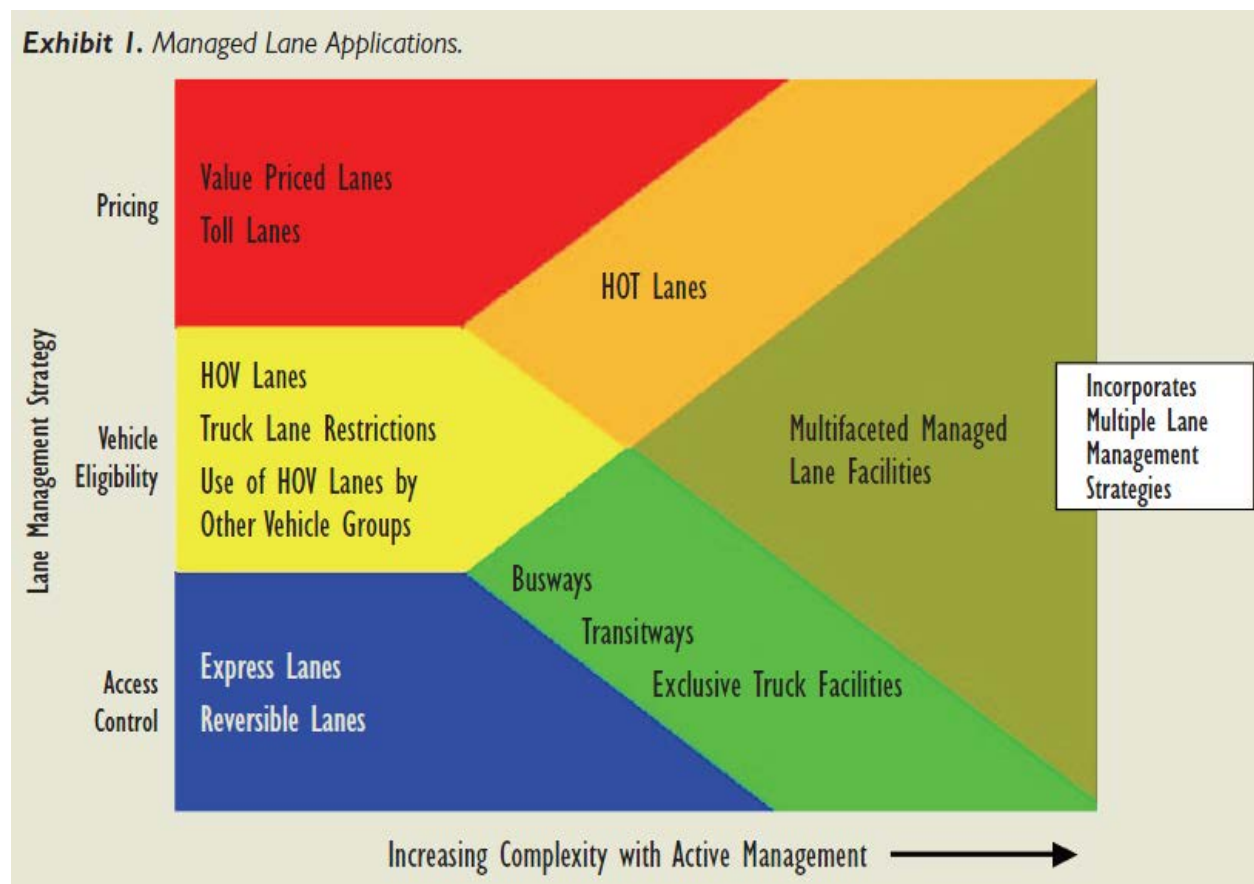 Exhibit 1. Managed Lane Applications.
Lane Management Strategy
Pricing
Value Priced Lanes
Toll Lanes
HOT Lanes
Vehicle
Eligibility
HOV Lanes
Truck Lane Restrictions
Use of HOV Lanes by
Other Vehicle Groups
Multifaceted Managed
Lane Facilities
Incorporates
Multiple Lane
Management
Strategies
Busways
Transitways
Exclusive Truck Facilities
Access
Control
Express Lanes
Reversible Lanes
Increasing Complexity with Active Management